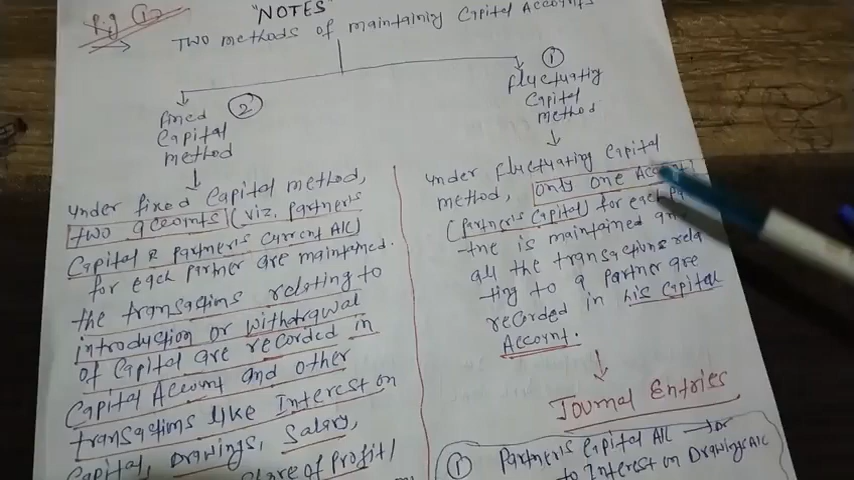 "NOTES"
Two methods of maintaining Capital Accounts
①
fluctuating
Capital
method
②
fixed
Capital
method
under fixed Capital method,
two accounts (viz. partner's
Capital & partner's Current A/C)
for each partner are maintained.
the transactions relating to
introduction or withdrawal
of Capital are recorded in
Capital Account and other
transactions like Interest on
Capital, Drawings, Salary,
Share of Profit/
under fluctuating Capital
method, only one Account
(partner's Capital) for each
tne is maintained
all the transactions rela
ting to a partner are
recorded in his Capital
Account.
Journal Entries
① Partner's Capital A/C → Dr
to Interest on Drawings A/C